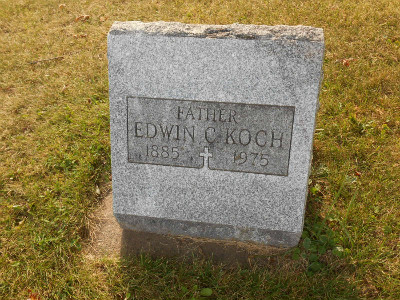 FATHER
EDWIN C KOCH
1885 1975